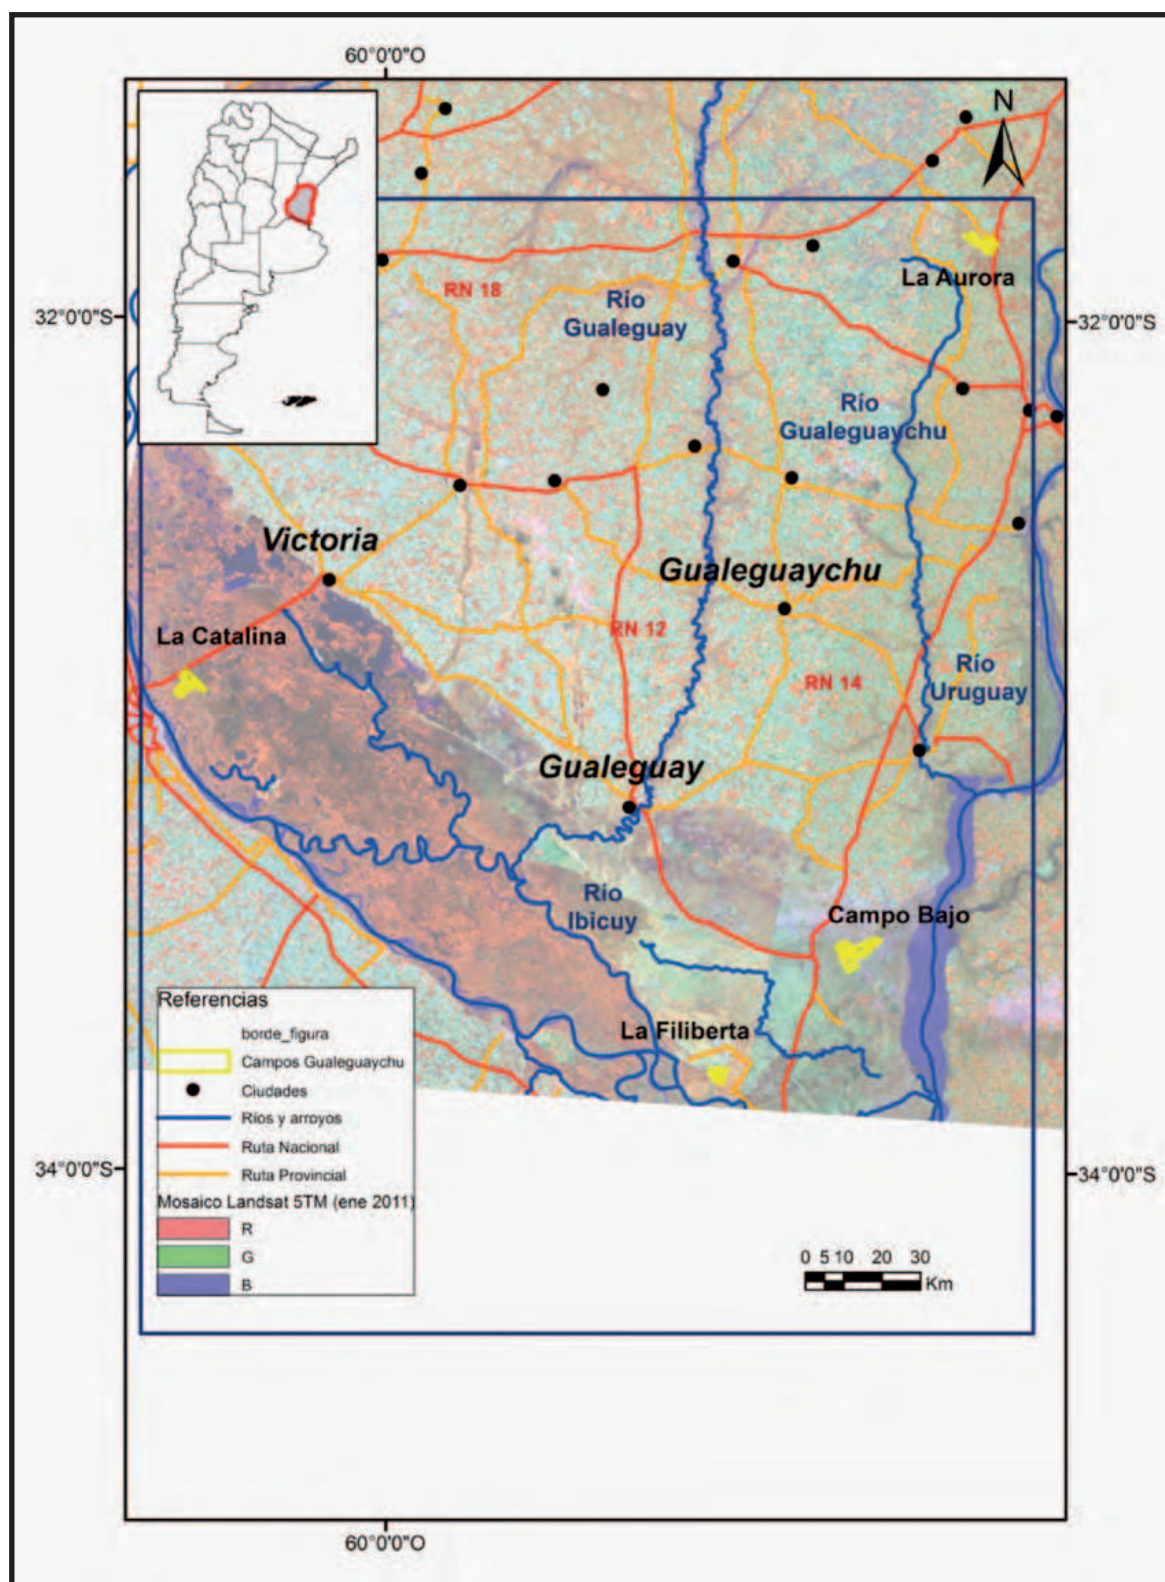 60°0'0"O
N
La Aurora
RN 18
Río
Gualeguay
32°0'0"S
32°0'0"S
Río
Gualeguaychu
Victoria
Gualeguaychu
La Catalina
RN 12
Río
Uruguay
RN 14
Gualeguay
Río
Ibicuy
Campo Bajo
La Filiberta
Referencias
borde_figura
Campos Gualeguaychu
Ciudades
Ríos y arroyos
Ruta Nacional
Ruta Provincial
Mosaico Landsat 5TM (ene 2011)
R
G
B
34°0'0"S
34°0'0"S
0 5 10 20 30
Km
60°0'0"O